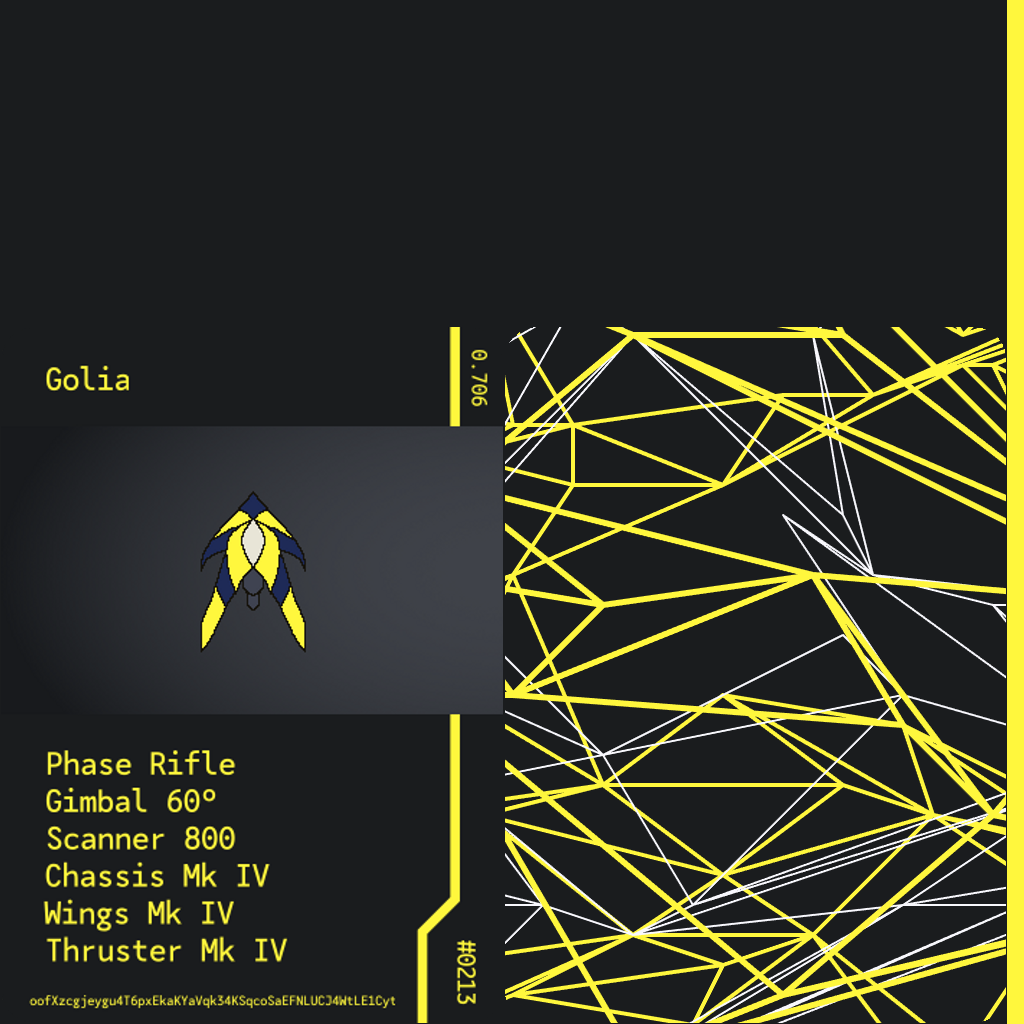 Golia
0.706
Phase Rifle
Gimbal 60°
Scanner 800
Chassis Mk IV
Wings Mk IV
Thruster Mk IV
#0213
oofXzcgjeygu4T6pxEkaKYaVqk34KSqcoSaEFNLUCJ4WtLE1Cyt